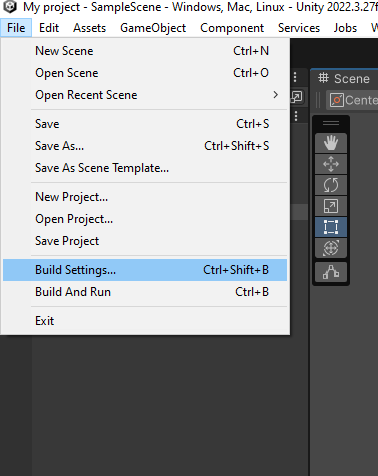 My project - SampleScene - Windows, Mac, Linux - Unity 2022.3.27f
File Edit Assets GameObject Component Services Jobs W
New Scene Ctrl+N
Open Scene Ctrl+O
Open Recent Scene
Save Ctrl+S
Save As... Ctrl+Shift+S
Save As Scene Template...
New Project...
Open Project...
Save Project
Build Settings... Ctrl+Shift+B
Build And Run Ctrl+B
Exit
Scene
Cente